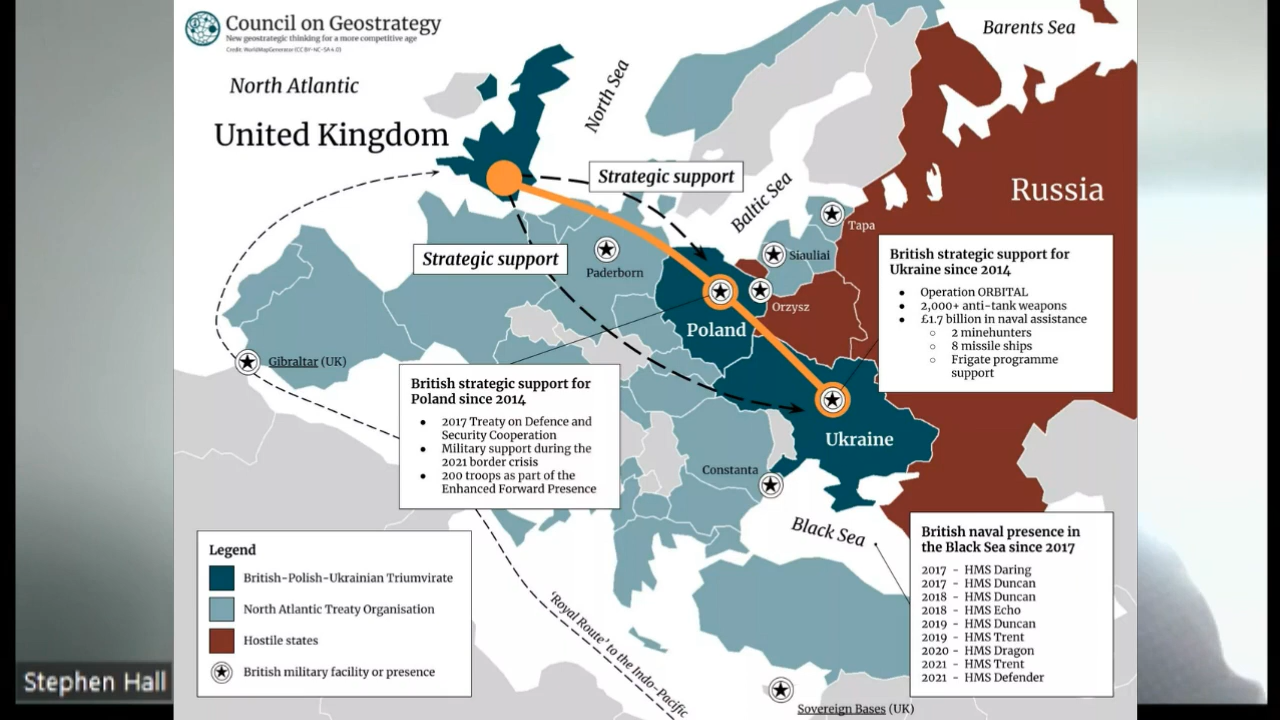 Council on Geostrategy
New geostrategic thinking for a more competitive age
Credit: WorldMapGenerator (CC BY-NC-SA 4.0)
Barents Sea
North Atlantic
North Sea
United Kingdom
Strategic support
Baltic Sea
Russia
Tapa
Strategic support
Paderborn
Siauliai
Orzysz
Poland
Gibraltar (UK)
British strategic support for
Ukraine since 2014
● Operation ORBITAL
● 2,000+ anti-tank weapons
● £1.7 billion in naval assistance
○ 2 minehunters
○ 8 missile ships
○ Frigate programme
support
British strategic support for
Poland since 2014
● 2017 Treaty on Defence and
Security Cooperation
● Military support during the
2021 border crisis
● 200 troops as part of the
Enhanced Forward Presence
Ukraine
Constanta
Black Sea
British naval presence in
the Black Sea since 2017
2017 - HMS Daring
2017 - HMS Duncan
2018 - HMS Duncan
2018 - HMS Echo
2019 - HMS Duncan
2019 - HMS Trent
2020 - HMS Dragon
2021 - HMS Trent
2021 - HMS Defender
Legend
British-Polish-Ukrainian Triumvirate
North Atlantic Treaty Organisation
Hostile states
British military facility or presence
'Royal Route' to the Indo-Pacific
Sovereign Bases (UK)
Stephen Hall